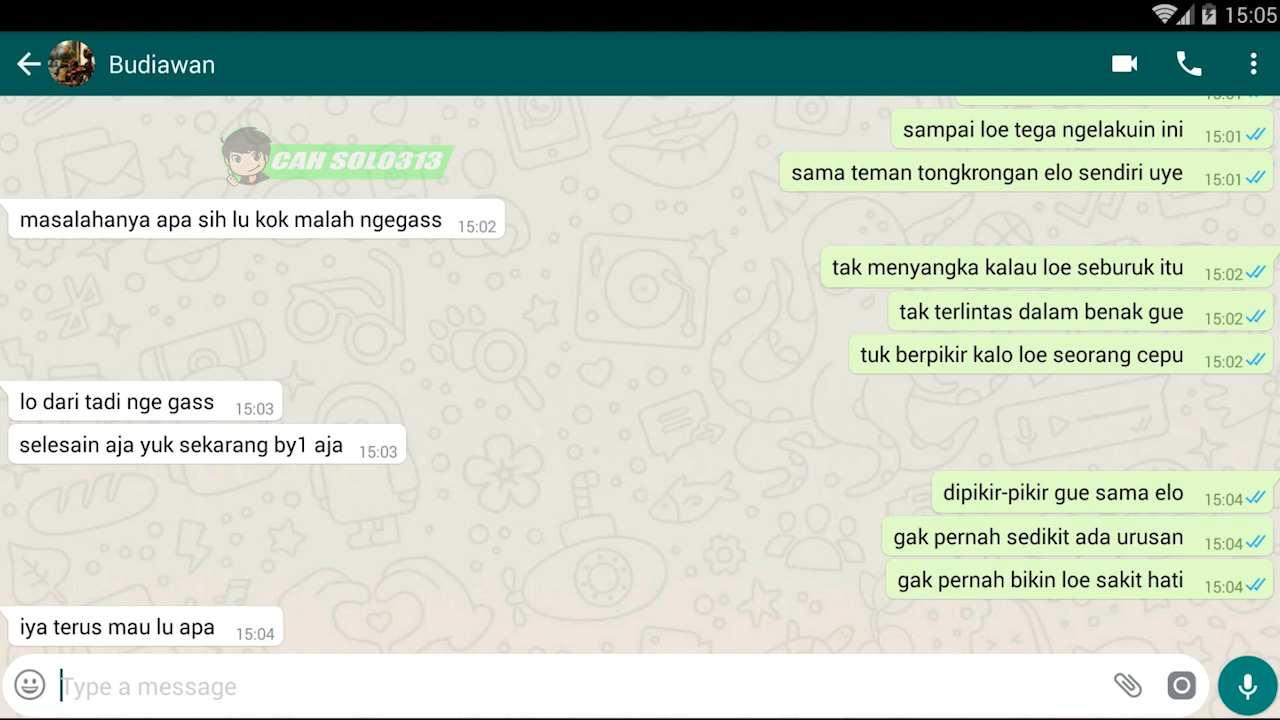 15:05
Budiawan
sampai loe tega ngelakuin ini 15:01
CAH SOLO313
sama teman tongkrongan elo sendiri uye 15:01
masalahanya apa sih lu kok malah ngegass 15:02
tak menyangka kalau loe seburuk itu 15:02
tak terlintas dalam benak gue 15:02
tuk berpikir kalo loe seorang cepu 15:02
lo dari tadi nge gass 15:03
selesain aja yuk sekarang by1 aja 15:03
dipikir-pikir gue sama elo 15:04
gak pernah sedikit ada urusan 15:04
gak pernah bikin loe sakit hati 15:04
iya terus mau lu apa 15:04
Type a message